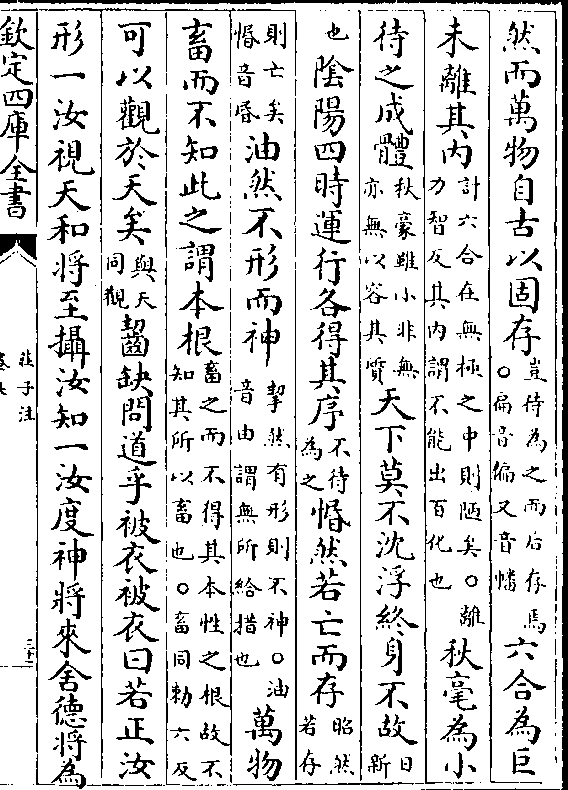 然而萬物自古以固存豈待為之而后存焉。扁音偏又音幡六合為巨
未離其内計六合在無極之中則陋矣。離力智反其内謂不能出百化也秋毫為小
待之成體秋豪雖小非無亦無以容其質天下莫不沈浮終身不故日新
也陰陽四時運行各得其序不待為之惛然若亡而存昭然若存
則亡矣惛音昏油然不形而神挈然有形則不神。油音由謂無所給措也萬物
畜而不知此之謂本根畜之而不得其本性之根故不知其所以畜也。畜同勅六反
可以觀於天矣與天同觀齧缺問道乎被衣被衣曰若正汝
形一汝視天和將至攝汝知一汝度神將來舍德將為
欽定四庫全書
莊子注